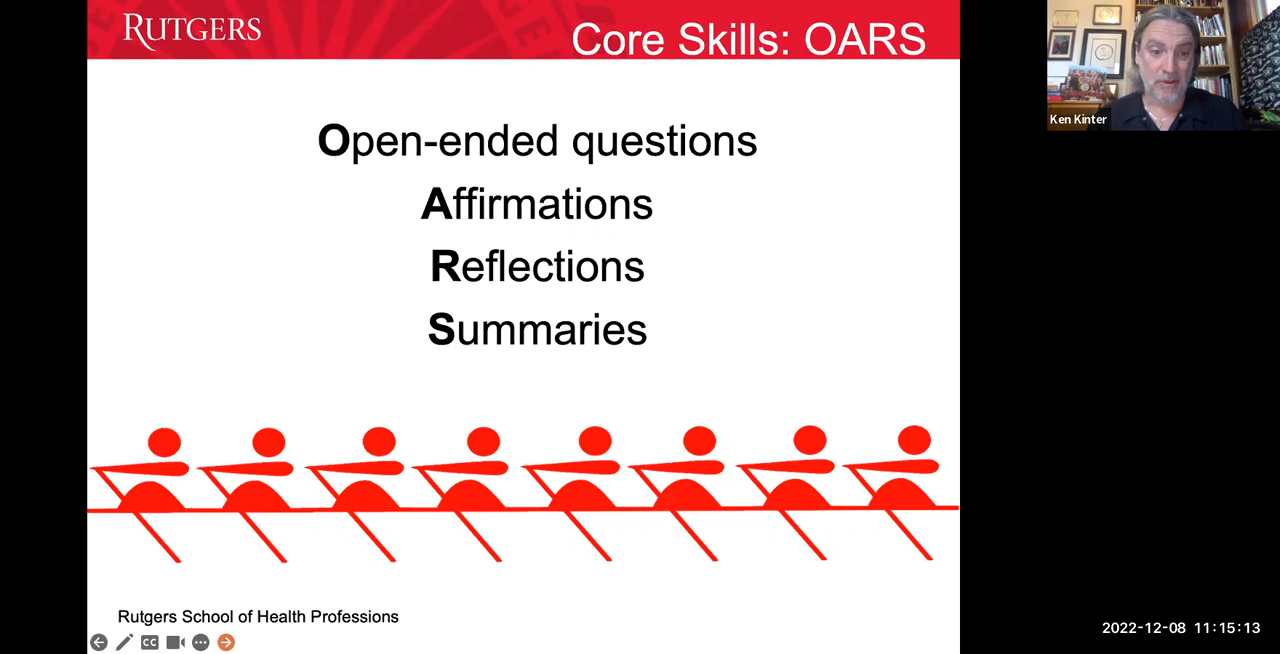 RUTGERS
Core Skills: OARS
Ken Kinter
Open-ended questions
Affirmations
Reflections
Summaries
Rutgers School of Health Professions
CC
2022-12-08 11:15:13